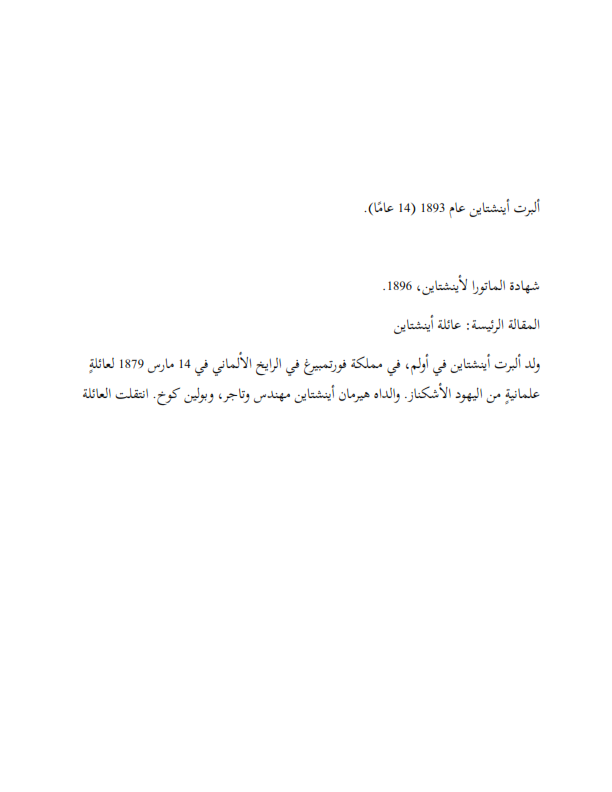 ألبرت أينشتاين عام 1893 (14 عامًا).
شهادة الماتورا لأينشتاين، 1896.
المقالة الرئيسة: عائلة أينشتاين
ولد ألبرت أينشتاين في أولم، في مملكة فورتمبيرغ في الرايخ الألماني في 14 مارس 1879 لعائلةٍ
علمانيةٍ من اليهود الأشكناز. والداه هيرمان أينشتاين مهندس وتاجر، وبولين كوخ. انتقلت العائلة